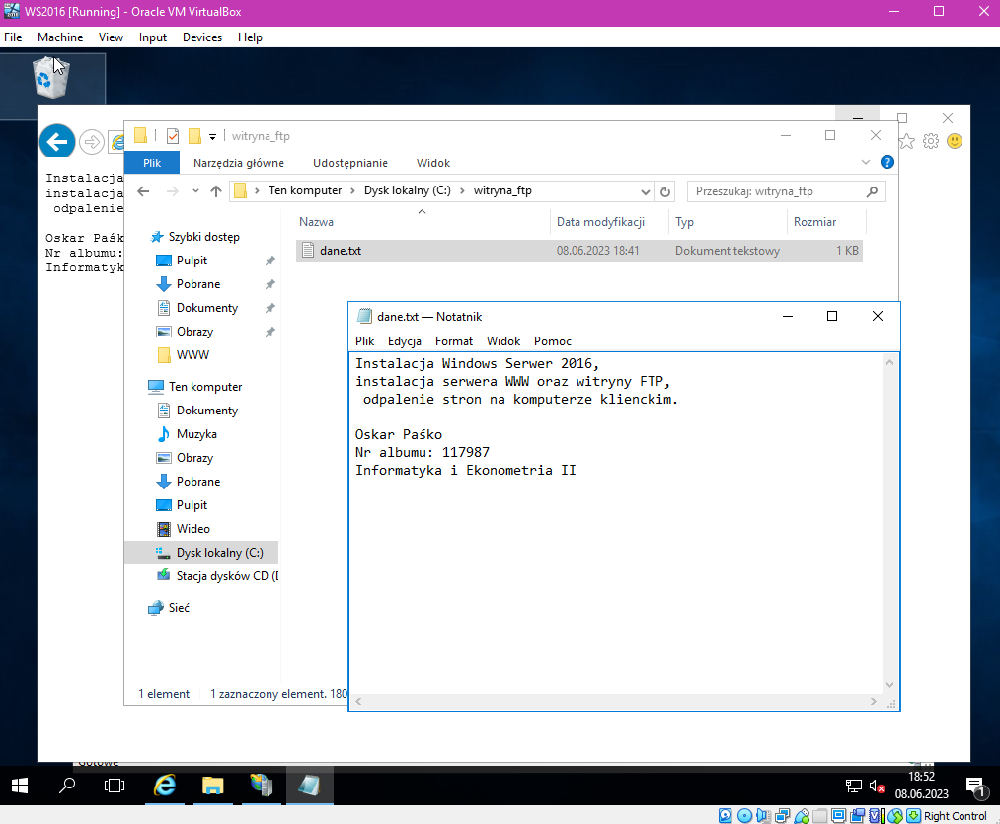 WS2016 [Running] - Oracle VM VirtualBox
File Machine View Input Devices Help
witryna_ftp
Plik Narzędzia główne Udostępnianie Widok
Ten komputer Dysk lokalny (C:) witryna_ftp
Przeszukaj: witryna_ftp
Instalacja
instalacja
odpalenie
Oskar Paśk
Nr albumu:
Informatyk
Nazwa Data modyfikacji Typ Rozmiar
dane.txt 08.06.2023 18:41 Dokument tekstowy 1 KB
Szybki dostęp
Pulpit
Pobrane
Dokumenty
Obrazy
WWW
Ten komputer
Dokumenty
Muzyka
Obrazy
Pobrane
Pulpit
Wideo
Dysk lokalny (C:)
Stacja dysków CD (D
Sieć
1 element 1 zaznaczony element. 180
dane.txt — Notatnik
Plik Edycja Format Widok Pomoc
Instalacja Windows Serwer 2016,
instalacja serwera WWW oraz witryny FTP,
odpalenie stron na komputerze klienckim.
Oskar Paśko
Nr albumu: 117987
Informatyka i Ekonometria II
Gotowe
18:52
08.06.2023
1
Right Control